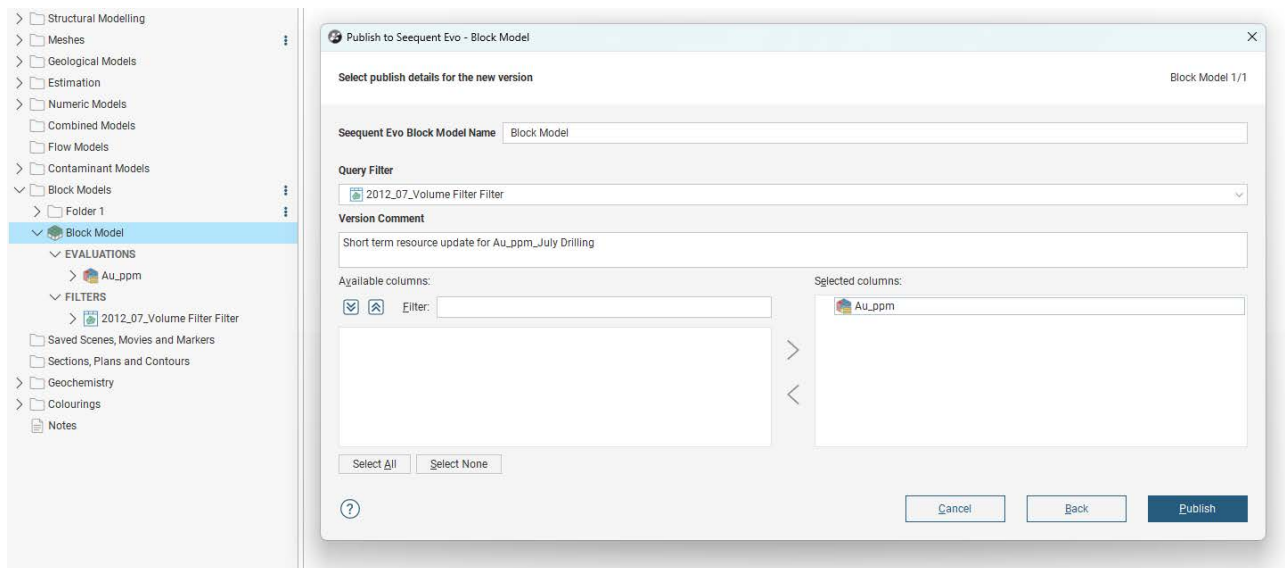 Structural Modelling
Meshes
Geological Models
Estimation
Numeric Models
Combined Models
Flow Models
Contaminant Models
Block Models
Folder 1
Block Model
EVALUATIONS
Au_ppm
FILTERS
2012_07_Volume Filter Filter
Saved Scenes, Movies and Markers
Sections, Plans and Contours
Geochemistry
Colourings
Notes
Publish to Seequent Evo - Block Model
Select publish details for the new version
Block Model 1/1
Seequent Evo Block Model Name Block Model
Query Filter
2012_07_Volume Filter Filter
Version Comment
Short term resource update for Au_ppm_July Drilling
Available columns:
Filter:
Selected columns:
Au_ppm
Select All Select None
? Cancel Back Publish